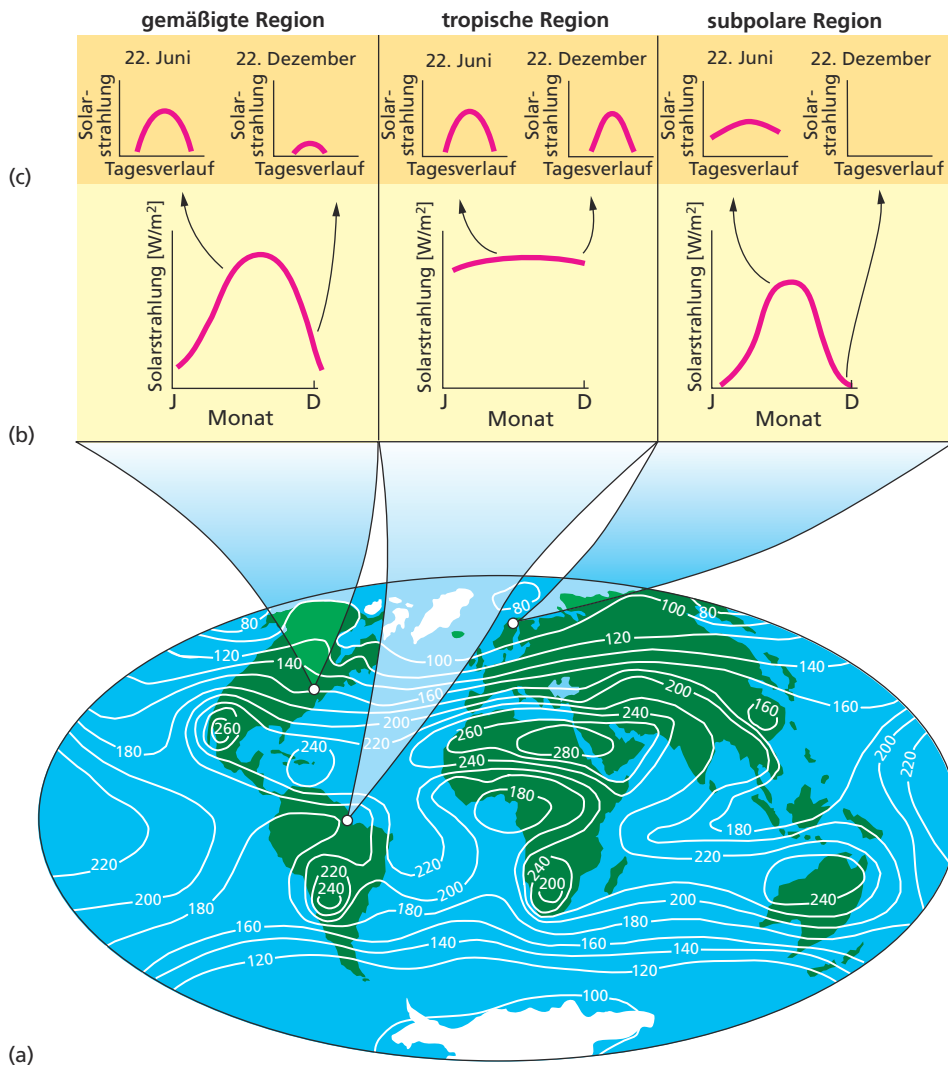 gemäßigte Region
tropische Region
subpolare Region
22. Juni
22. Dezember
22. Juni
22. Dezember
22. Juni
22. Dezember
Solar-
strahlung
Solar-
strahlung
Solar-
strahlung
Solar-
strahlung
Solar-
strahlung
Solar-
strahlung
Tagesverlauf
Tagesverlauf
Tagesverlauf
Tagesverlauf
Tagesverlauf
Tagesverlauf
(c)
Solarstrahlung [W/m²]
Solarstrahlung [W/m²]
Solarstrahlung [W/m²]
J
D
J
D
J
D
Monat
Monat
Monat
(b)
80
80
100
80
120
140
100
120
140
160
200
220
160
200
160
180
260
240
240
280
240
160
200
220
180
180
220
220
220
200
180
220
240
200
180
240
200
240
200
160
140
120
180
160
140
120
160
140
120
100
(a)